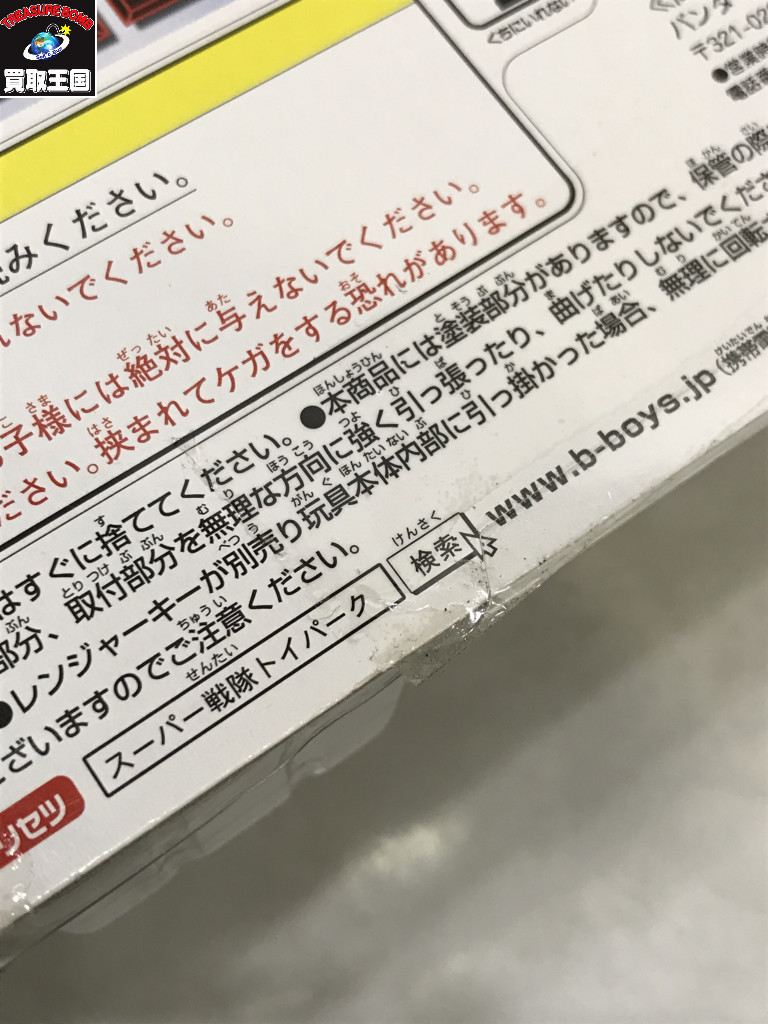 TREASURE BOMB
買取王国
くちにいれない
バンダ
〒321-02
●営業時
電話番
読みください。
れないでください。
子様には絶対に与えないでください。
ださい。挟まれてケガをする恐れがあります。
はすぐに捨ててください。●本商品には塗装部分がありますので、保管の際
部分、取付部分を無理な方向に強く引っ張ったり、曲げたりしないでくださ
●レンジャーキーが別売り玩具本体内部に引っ掛かった場合、無理に回転
ございますのでご注意ください。
スーパー戦隊トイパーク 検索 www.b-boys.jp (携帯電
ッセツ